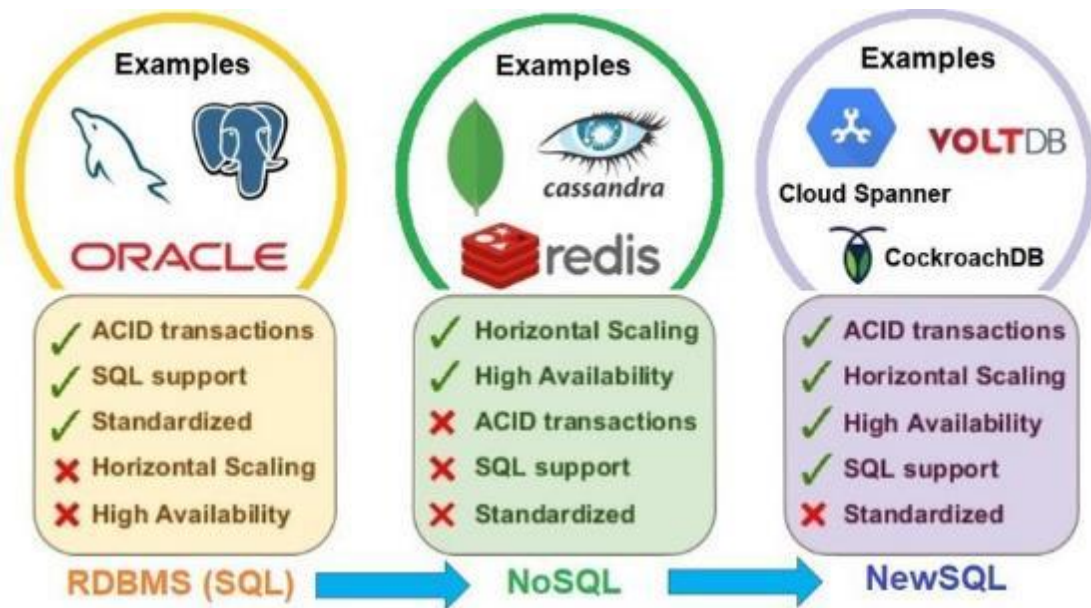 Examples
ORACLE
ACID transactions
SQL support
Standardized
Horizontal Scaling
High Availability
RDBMS (SQL)
Examples
cassandra
redis
Horizontal Scaling
High Availability
ACID transactions
SQL support
Standardized
NoSQL
Examples
VOLTDB
Cloud Spanner
CockroachDB
ACID transactions
Horizontal Scaling
High Availability
SQL support
Standardized
NewSQL